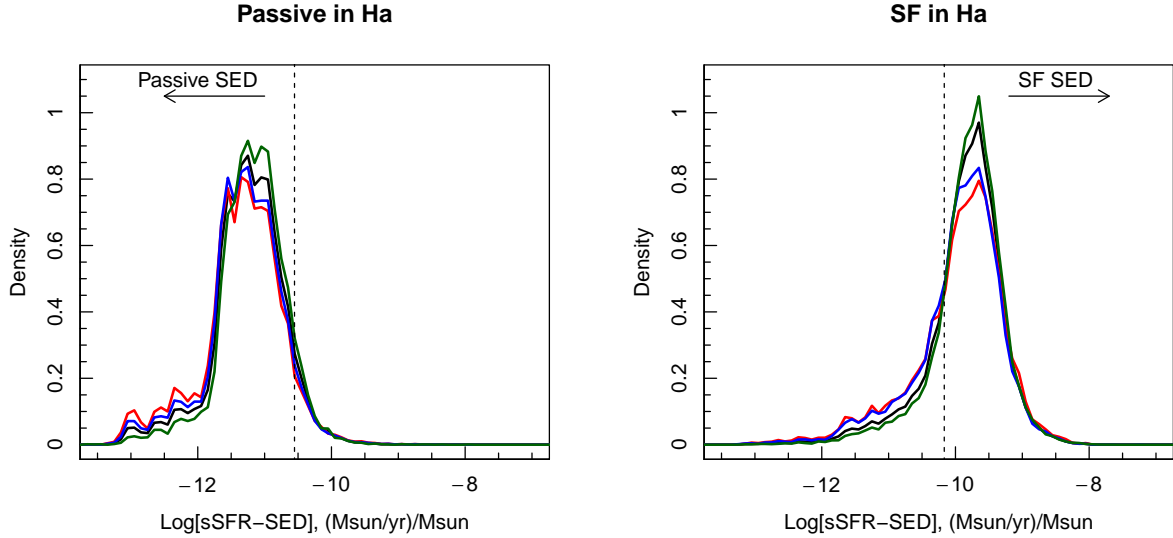 Passive in Ha
Passive SED
Density
0
0.2
0.4
0.6
0.8
1
−12
−10
−8
Log[sSFR−SED], (Msun/yr)/Msun
SF in Ha
SF SED
Density
0
0.2
0.4
0.6
0.8
1
−12
−10
−8
Log[sSFR−SED], (Msun/yr)/Msun